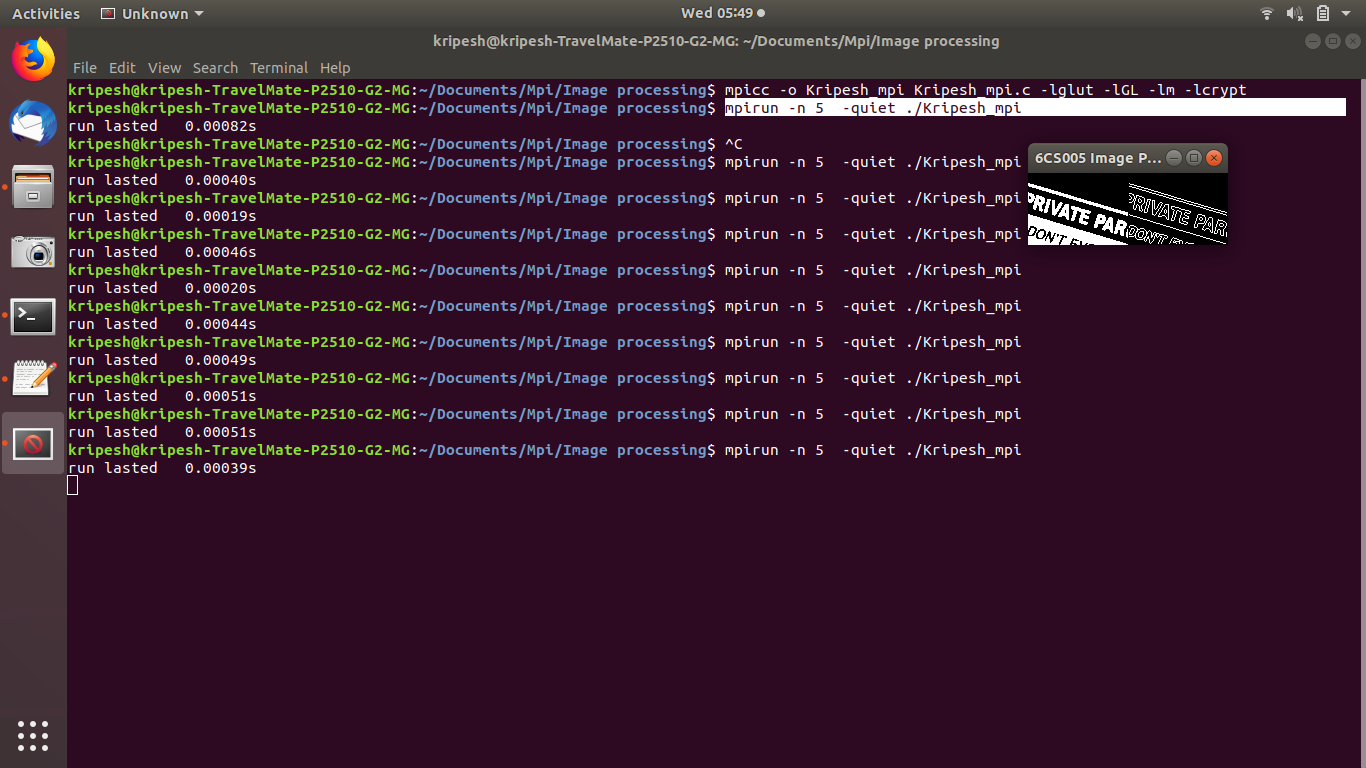 Activities Unknown Wed 05:49
kripesh@kripesh-TravelMate-P2510-G2-MG: ~/Documents/Mpi/Image processing
File Edit View Search Terminal Help
kripesh@kripesh-TravelMate-P2510-G2-MG:~/Documents/Mpi/Image processing$ mpicc -o Kripesh_mpi Kripesh_mpi.c -lglut -lGL -lm -lcrypt
kripesh@kripesh-TravelMate-P2510-G2-MG:~/Documents/Mpi/Image processing$ mpirun -n 5  -quiet ./Kripesh_mpi
run lasted   0.00082s
kripesh@kripesh-TravelMate-P2510-G2-MG:~/Documents/Mpi/Image processing$ ^C
kripesh@kripesh-TravelMate-P2510-G2-MG:~/Documents/Mpi/Image processing$ mpirun -n 5  -quiet ./Kripesh_mpi
run lasted   0.00040s
kripesh@kripesh-TravelMate-P2510-G2-MG:~/Documents/Mpi/Image processing$ mpirun -n 5  -quiet ./Kripesh_mpi
run lasted   0.00019s
kripesh@kripesh-TravelMate-P2510-G2-MG:~/Documents/Mpi/Image processing$ mpirun -n 5  -quiet ./Kripesh_mpi
run lasted   0.00046s
kripesh@kripesh-TravelMate-P2510-G2-MG:~/Documents/Mpi/Image processing$ mpirun -n 5  -quiet ./Kripesh_mpi
run lasted   0.00020s
kripesh@kripesh-TravelMate-P2510-G2-MG:~/Documents/Mpi/Image processing$ mpirun -n 5  -quiet ./Kripesh_mpi
run lasted   0.00044s
kripesh@kripesh-TravelMate-P2510-G2-MG:~/Documents/Mpi/Image processing$ mpirun -n 5  -quiet ./Kripesh_mpi
run lasted   0.00049s
kripesh@kripesh-TravelMate-P2510-G2-MG:~/Documents/Mpi/Image processing$ mpirun -n 5  -quiet ./Kripesh_mpi
run lasted   0.00051s
kripesh@kripesh-TravelMate-P2510-G2-MG:~/Documents/Mpi/Image processing$ mpirun -n 5  -quiet ./Kripesh_mpi
run lasted   0.00051s
kripesh@kripesh-TravelMate-P2510-G2-MG:~/Documents/Mpi/Image processing$ mpirun -n 5  -quiet ./Kripesh_mpi
run lasted   0.00039s
6CS005 Image P...
PRIVATE PAR PRIVATE PAR
DON'T DON'T